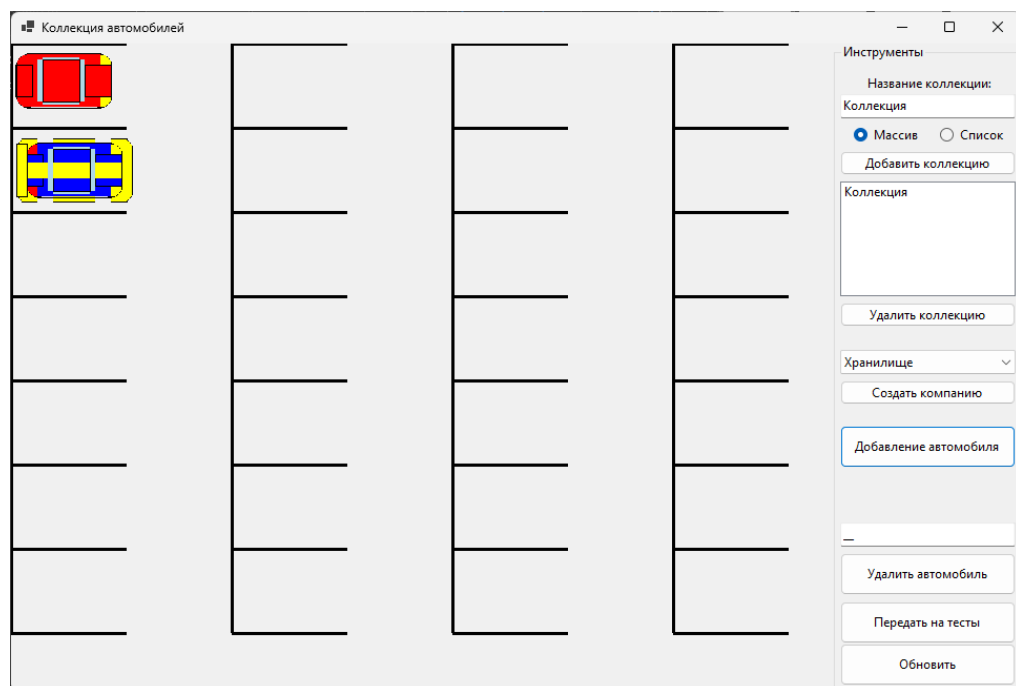 Коллекция автомобилей
Инструменты
Название коллекции:
Коллекция
Массив Список
Добавить коллекцию
Коллекция
Удалить коллекцию
Хранилище
Создать компанию
Добавление автомобиля
_
Удалить автомобиль
Передать на тесты
Обновить